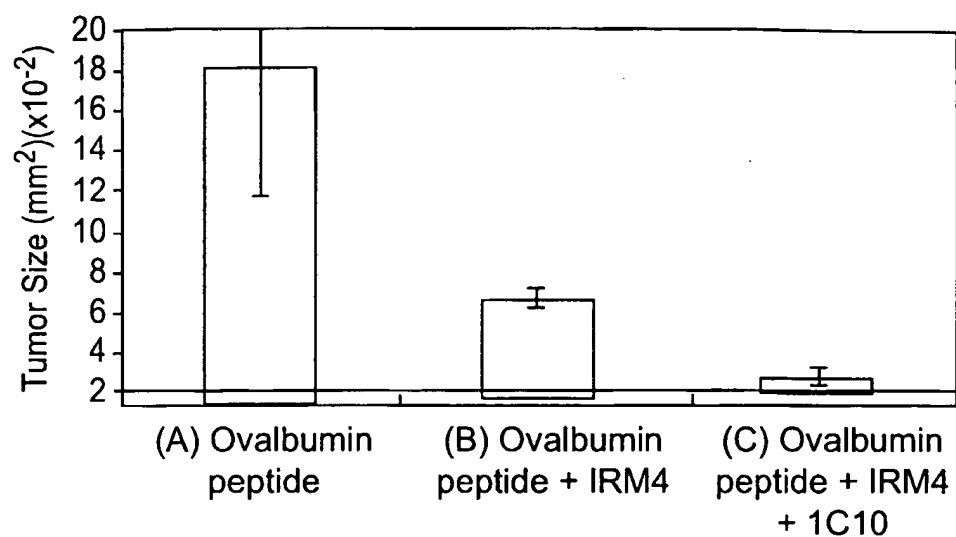 Tumor Size (mm²)(x10⁻²)
20
18
16
14
12
10
8
6
4
2
(A) Ovalbumin
peptide
(B) Ovalbumin
peptide + IRM4
(C) Ovalbumin
peptide + IRM4
+ 1C10